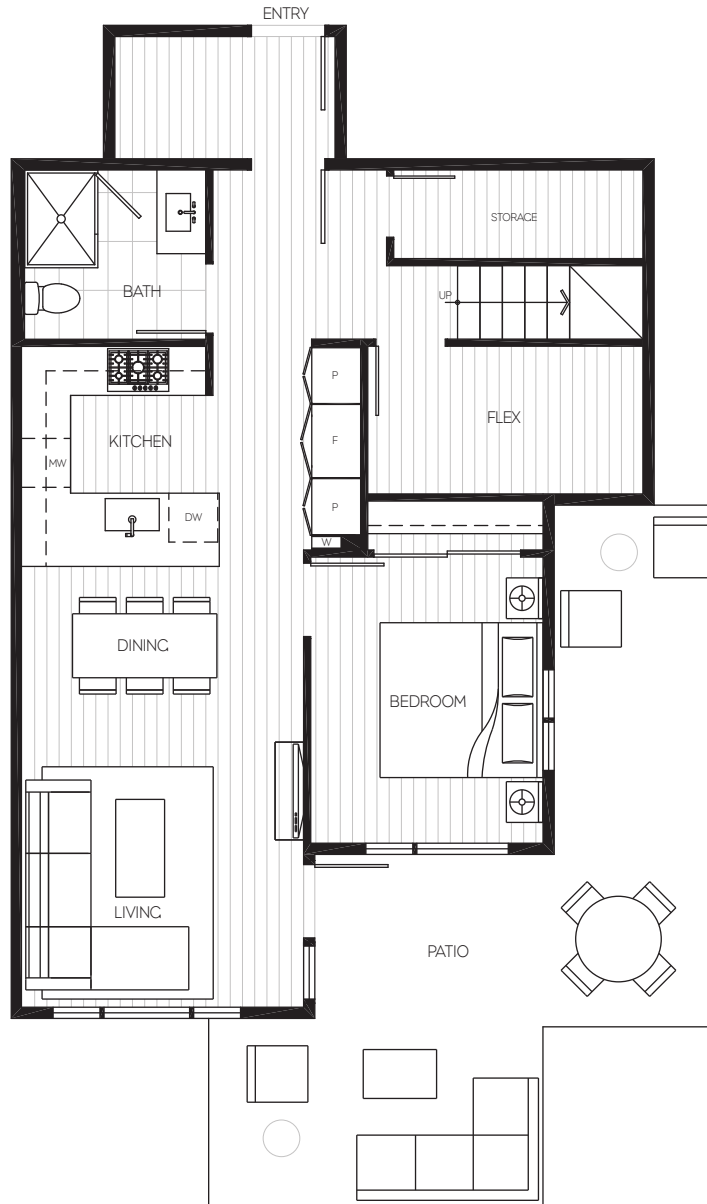 ENTRY
STORAGE
BATH
UP
P
FLEX
KITCHEN
F
MW
P
DW
W
DINING
BEDROOM
LIVING
PATIO